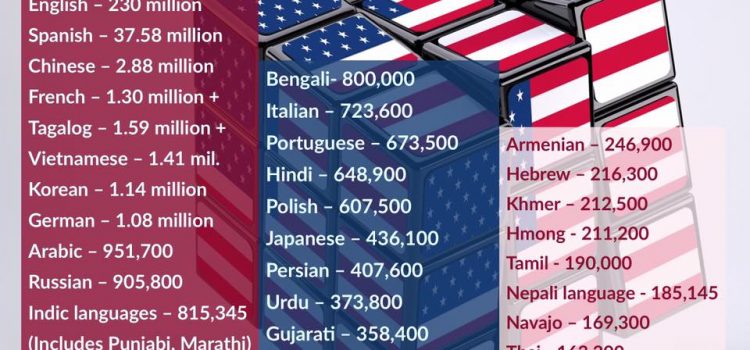 English – 230 million
Spanish – 37.58 million
Chinese – 2.88 million
French – 1.30 million +
Tagalog – 1.59 million +
Vietnamese – 1.41 mil.
Korean – 1.14 million
German – 1.08 million
Arabic – 951,700
Russian – 905,800
Indic languages – 815,345
(Includes Punjabi, Marathi)
Bengali- 800,000
Italian – 723,600
Portuguese – 673,500
Hindi – 648,900
Polish – 607,500
Japanese – 436,100
Persian – 407,600
Urdu – 373,800
Gujarati – 358,400
Armenian – 246,900
Hebrew – 216,300
Khmer – 212,500
Hmong – 211,200
Tamil - 190,000
Nepali language - 185,145
Navajo – 169,300